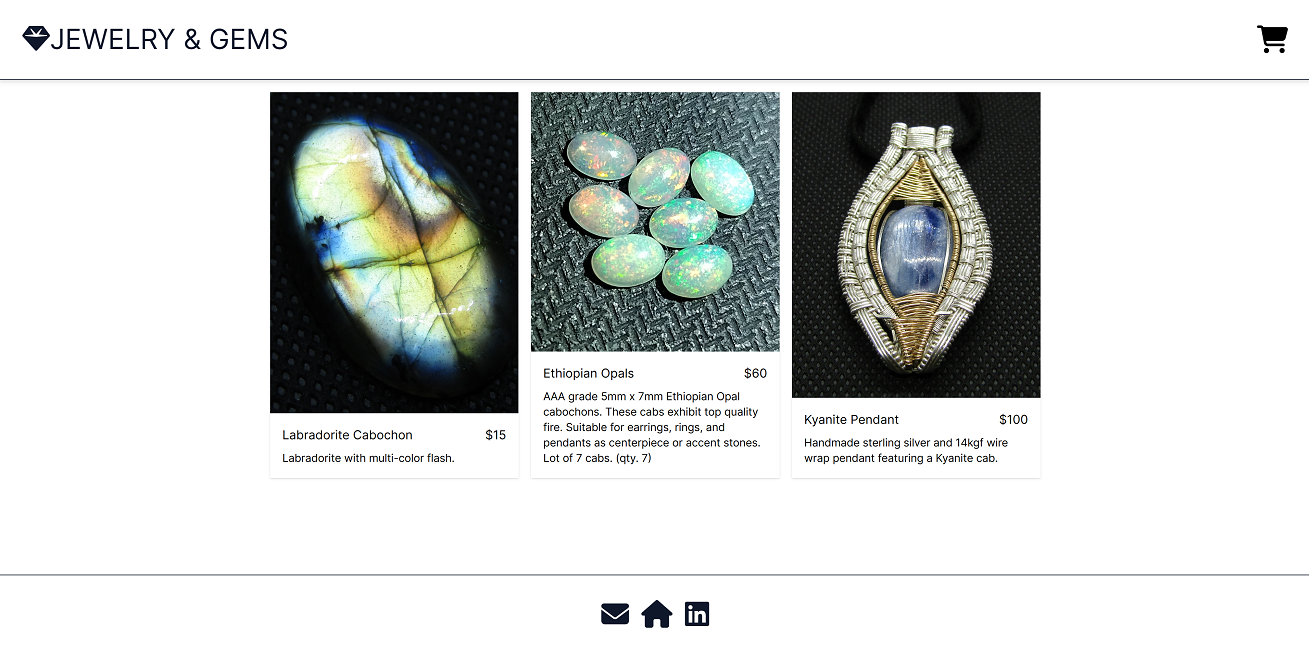 JEWELRY & GEMS
Labradorite Cabochon $15
Labradorite with multi-color flash.
Ethiopian Opals $60
AAA grade 5mm x 7mm Ethiopian Opal
cabochons. These cabs exhibit top quality
fire. Suitable for earrings, rings, and
pendants as centerpiece or accent stones.
Lot of 7 cabs. (qty. 7)
Kyanite Pendant $100
Handmade sterling silver and 14kgf wire
wrap pendant featuring a Kyanite cab.
in